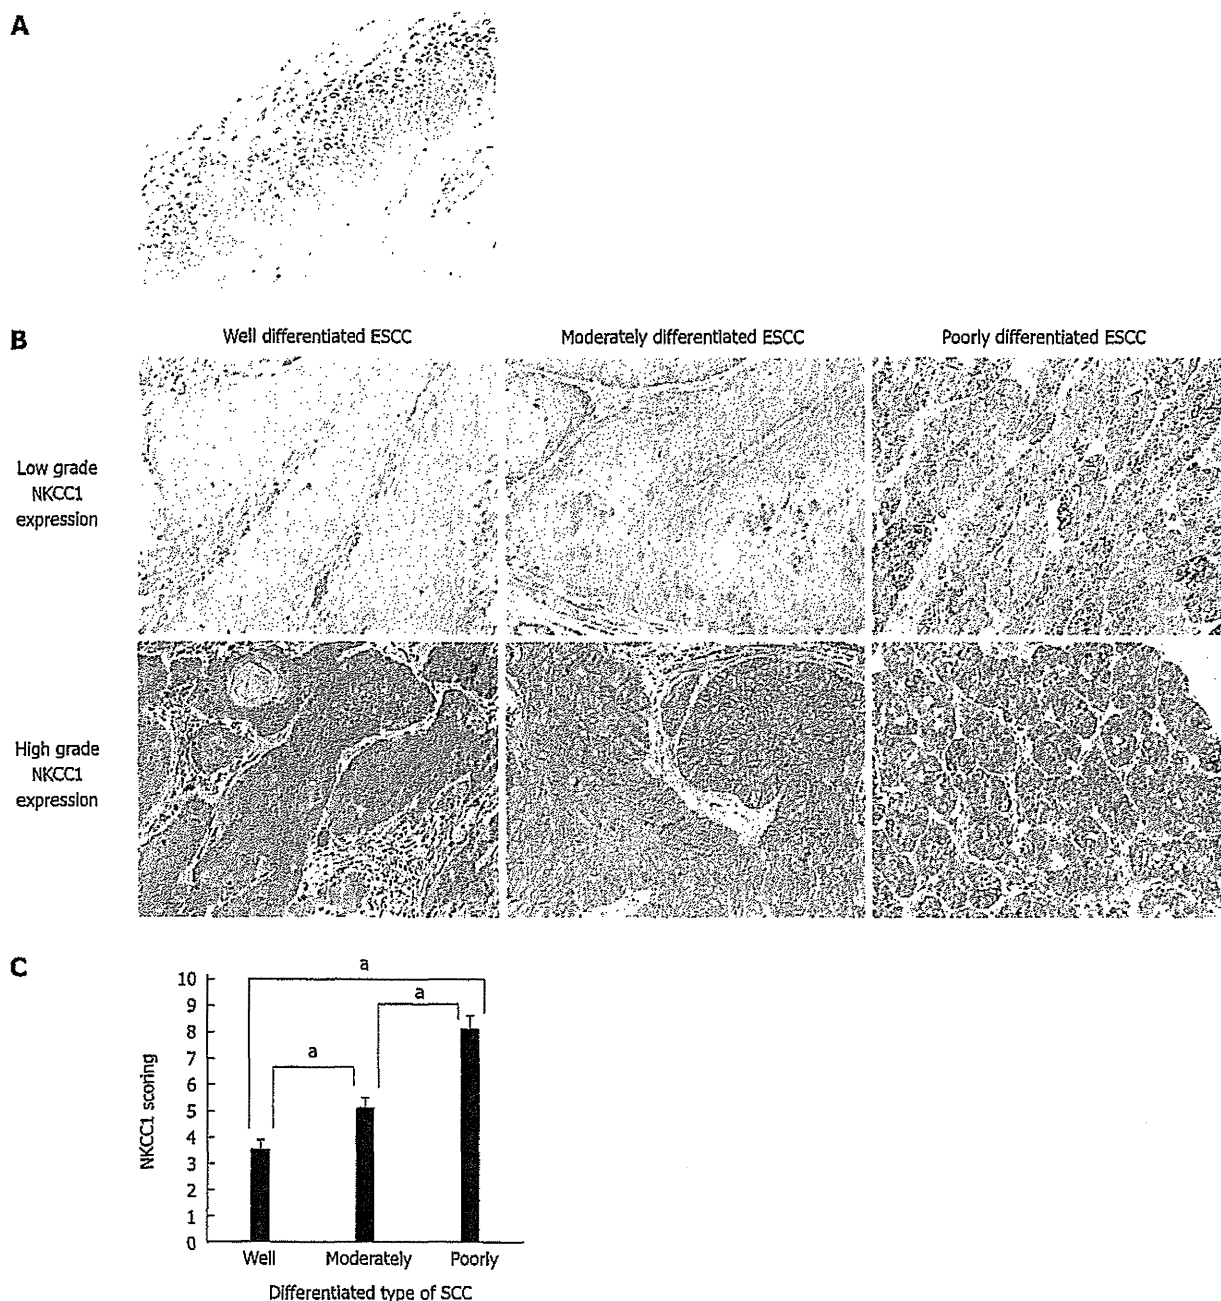 A
B
Well differentiated ESCC
Moderately differentiated ESCC
Poorly differentiated ESCC
Low grade
NKCC1
expression
High grade
NKCC1
expression
C
a
a
a
10
9
8
7
6
5
4
3
2
1
0
NKCC1 scoring
Well
Moderately
Poorly
Differentiated type of SCC